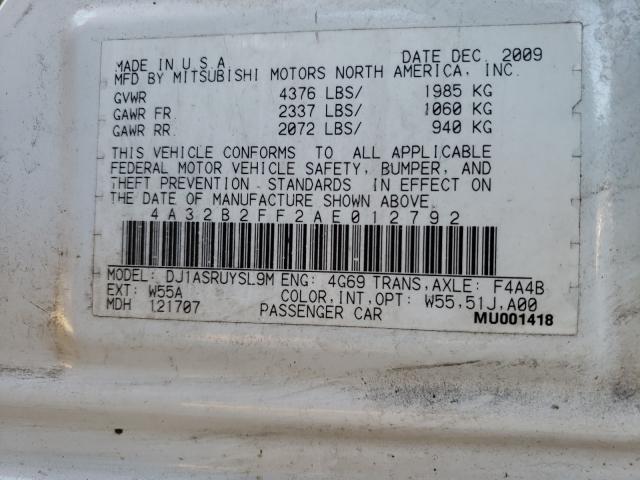 MADE IN U.S.A. DATE DEC. 2009
MFD BY MITSUBISHI MOTORS NORTH AMERICA, INC.
GVWR 4376 LBS/ 1985 KG
GAWR FR. 2337 LBS/ 1060 KG
GAWR RR. 2072 LBS/ 940 KG
THIS VEHICLE CONFORMS TO ALL APPLICABLE
FEDERAL MOTOR VEHICLE SAFETY, BUMPER, AND
THEFT PREVENTION STANDARDS IN EFFECT ON
THE DATE OF MANUFACTURE SHOWN ABOVE.
4A32B2FF2AE012792
MODEL: DJ1ASRUYSL9M ENG: 4G69 TRANS,AXLE: F4A4B
EXT: W55A COLOR,INT,OPT: W55,51J,A00
MDH 121707 PASSENGER CAR
MU001418